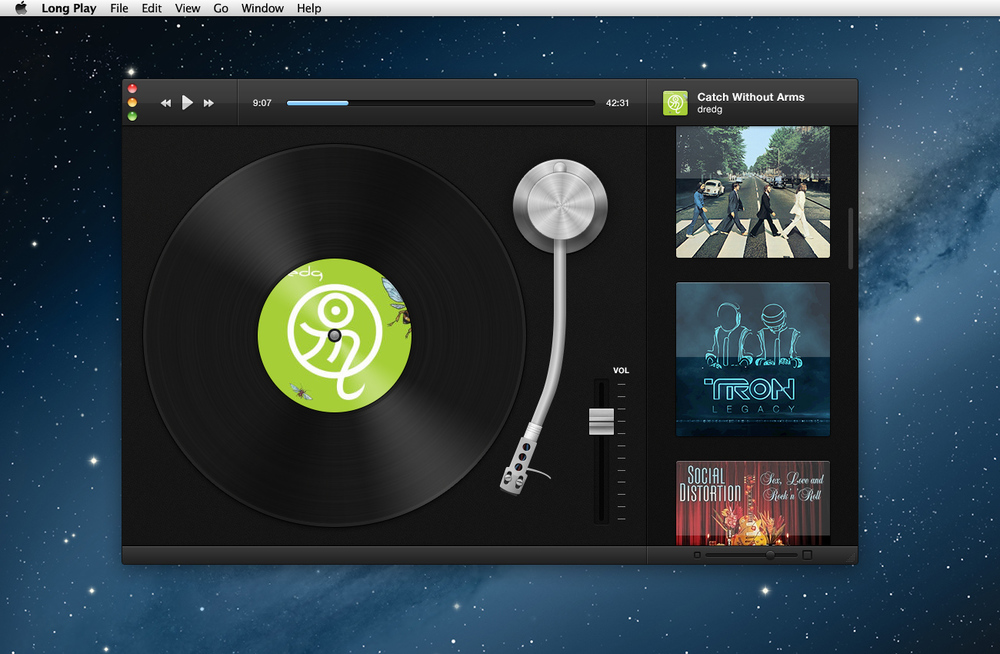 Long Play File Edit View Go Window Help
9:07 42:31
Catch Without Arms
dredg
edg
VOL
TRON
LEGACY
SOCIAL
DISTORTION
Sex, Love and
Rock 'n' Roll